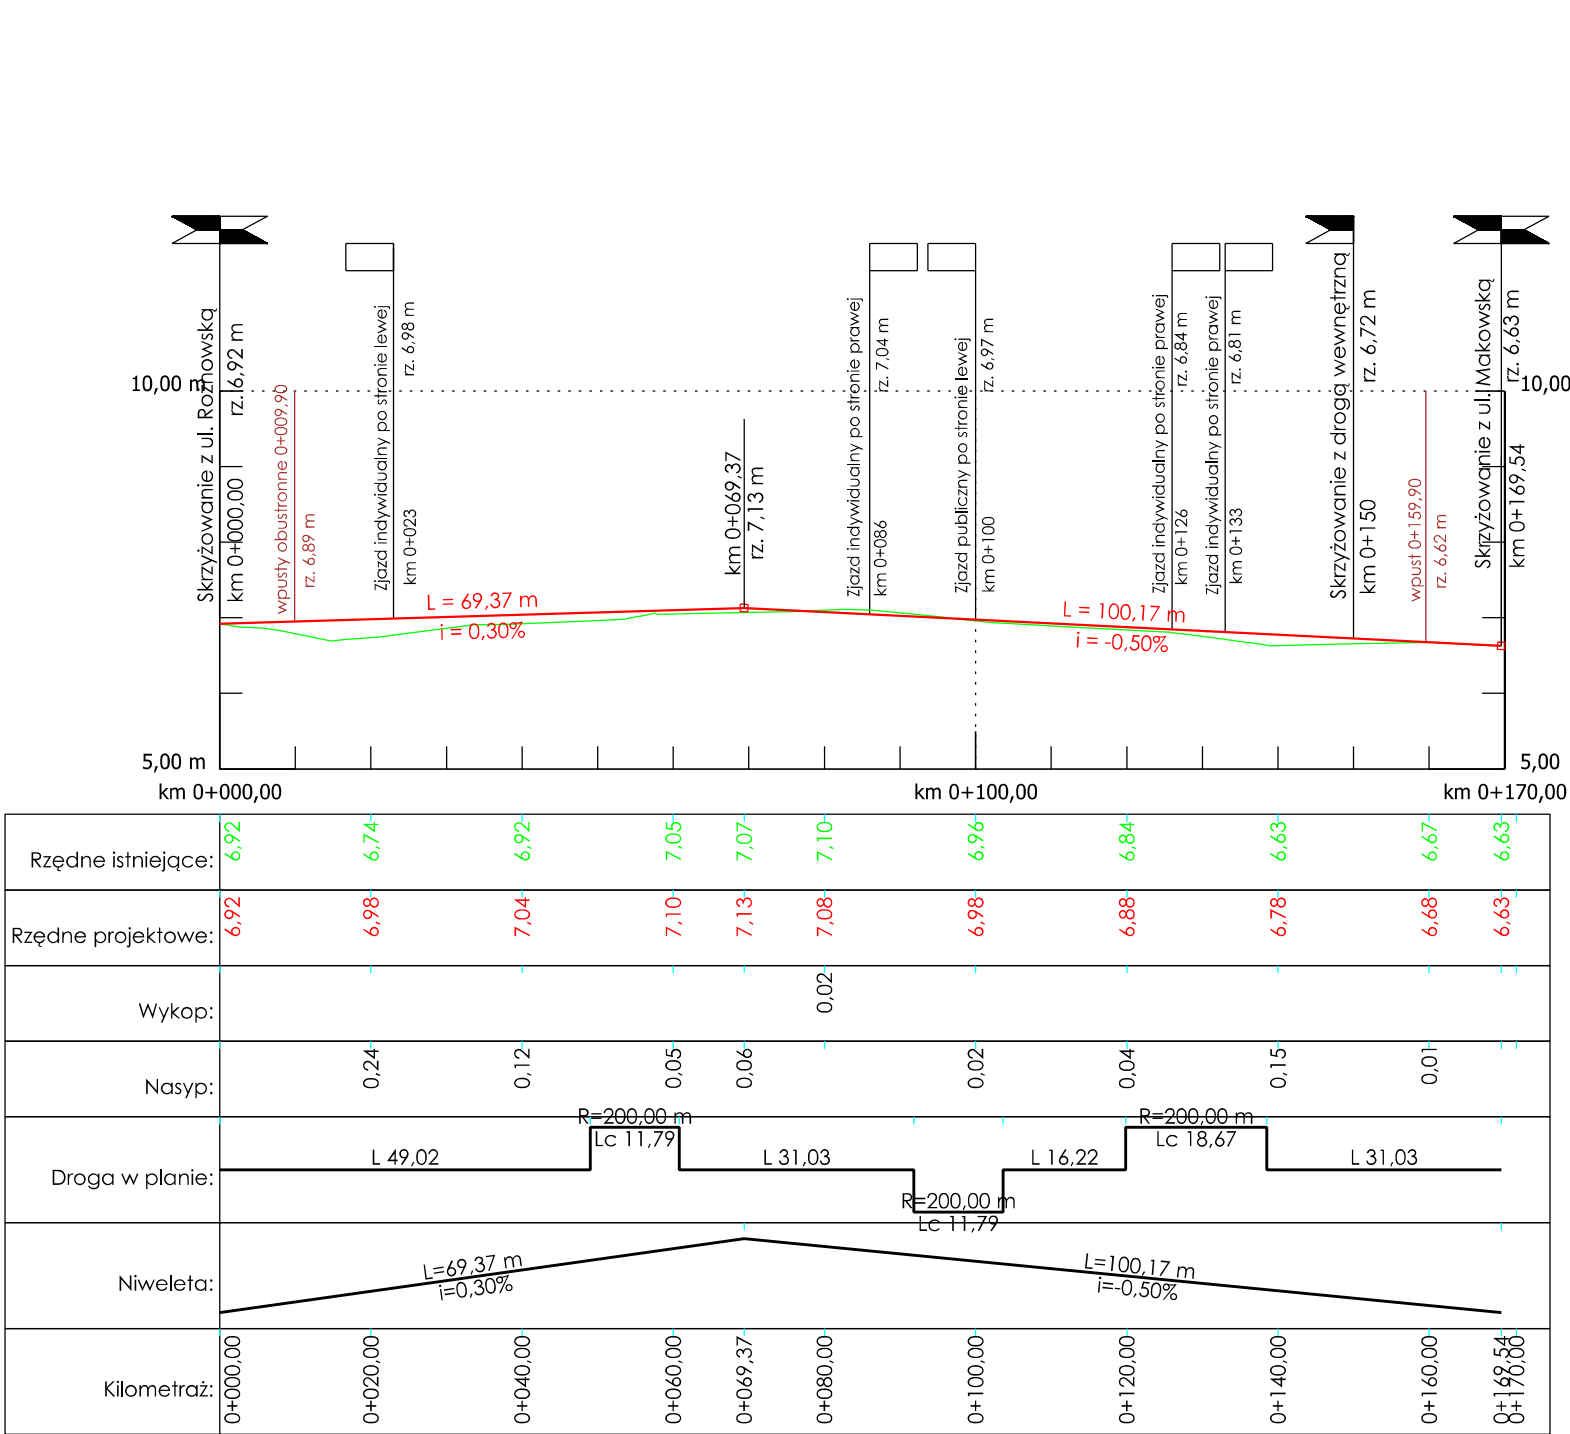 Skrzyżowanie z ul. Rożnowską
km 0+000,00
rz. 6,92 m
wpusty obustronne 0+009,90
rz. 6,89 m
Zjazd indywidualny po stronie lewej
km 0+023
rz. 6,98 m
km 0+069,37
rz. 7,13 m
Zjazd indywidualny po stronie prawej
km 0+086
rz. 7,04 m
Zjazd publiczny po stronie lewej
km 0+100
rz. 6,97 m
Zjazd indywidualny po stronie prawej
km 0+126
rz. 6,84 m
Zjazd indywidualny po stronie prawej
km 0+133
rz. 6,81 m
Skrzyżowanie z drogą wewnętrzną
km 0+150
rz. 6,72 m
wpust 0+159,90
rz. 6,62 m
Skrzyżowanie z ul. Makowską
km 0+169,54
rz. 6,63 m
10,00 m
10,00
L = 69,37 m
i = 0,30%
L = 100,17 m
i = -0,50%
5,00 m
5,00
km 0+000,00
km 0+100,00
km 0+170,00
Rzędne istniejące: 6,92 6,74 6,92 7,05 7,07 7,10 6,96 6,84 6,63 6,67 6,63
Rzędne projektowe: 6,92 6,98 7,04 7,10 7,13 7,08 6,98 6,88 6,78 6,68 6,63
Wykop: 0,02
Nasyp: 0,24 0,12 0,05 0,06 0,02 0,04 0,15 0,01
Droga w planie:
L 49,02
R=200,00 m
Lc 11,79
L 31,03
R=200,00 m
Lc 11,79
L 16,22
R=200,00 m
Lc 18,67
L 31,03
Niweleta:
L=69,37 m
i=0,30%
L=100,17 m
i=-0,50%
Kilometraż: 0+000,00 0+020,00 0+040,00 0+060,00 0+069,37 0+080,00 0+100,00 0+120,00 0+140,00 0+160,00 0+169,54 0+170,00